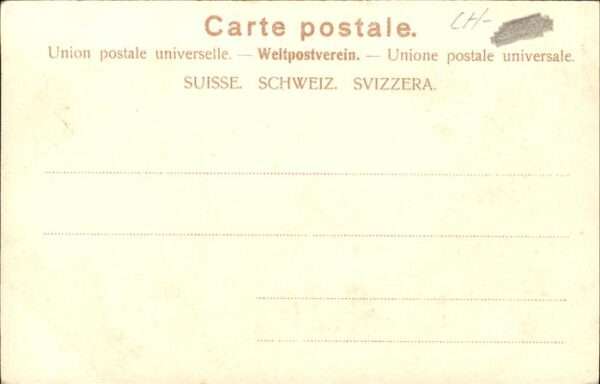 Carte postale.
CH-
Union postale universelle. — Weltpostverein. — Unione postale universale.
SUISSE. SCHWEIZ. SVIZZERA.